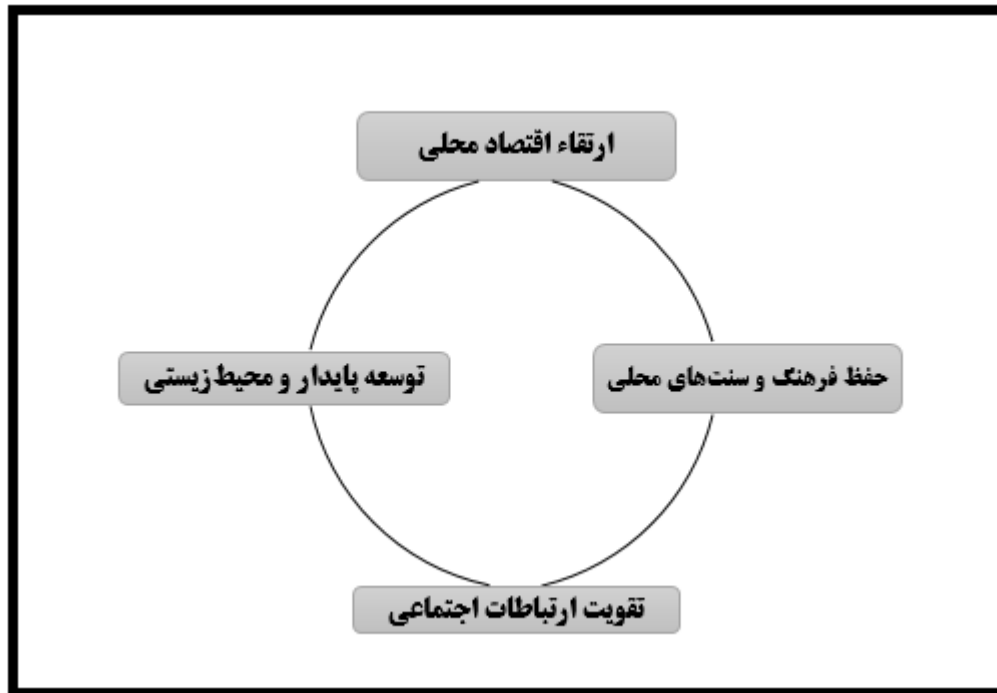 ارتقاء اقتصاد محلی
حفظ فرهنگ و سنت‌های محلی
توسعه پایدار و محیط‌زیستی
تقویت ارتباطات اجتماعی